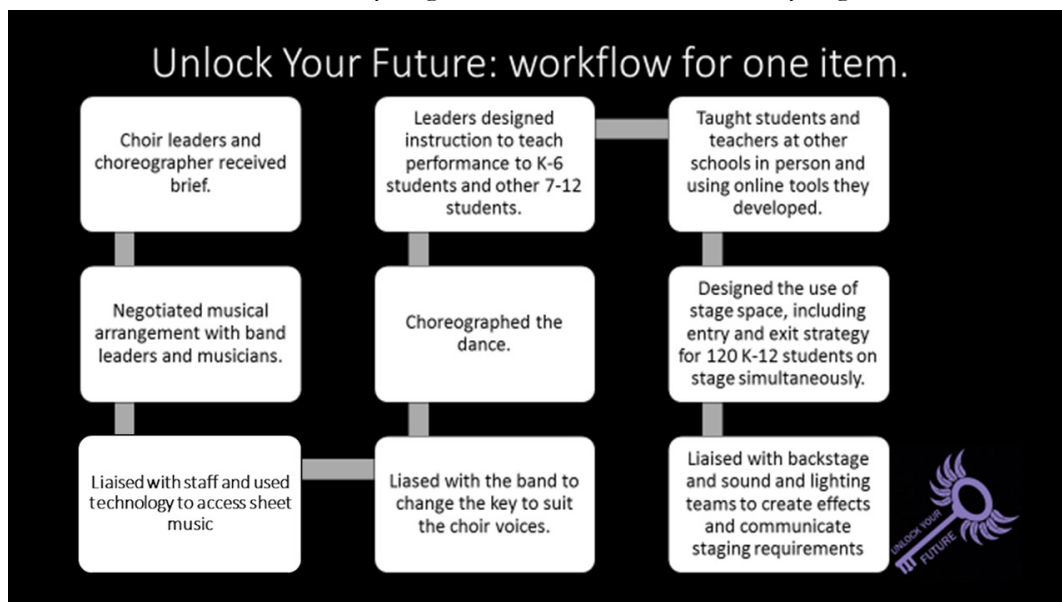 Unlock Your Future: workflow for one item.
Choir leaders and
choreographer received
brief.
Negotiated musical
arrangement with band
leaders and musicians.
Liaised with staff and used
technology to access sheet
music
Liased with the band to
change the key to suit
the choir voices.
Choreographed the
dance.
Leaders designed
instruction to teach
performance to K-6
students and other 7-12
students.
Taught students and
teachers at other
schools in person and
using online tools they
developed.
Designed the use of
stage space, including
entry and exit strategy
for 120 K-12 students on
stage simultaneously.
Liaised with backstage
and sound and lighting
teams to create effects
and communicate
staging requirements
UNLOCK YOUR
FUTURE